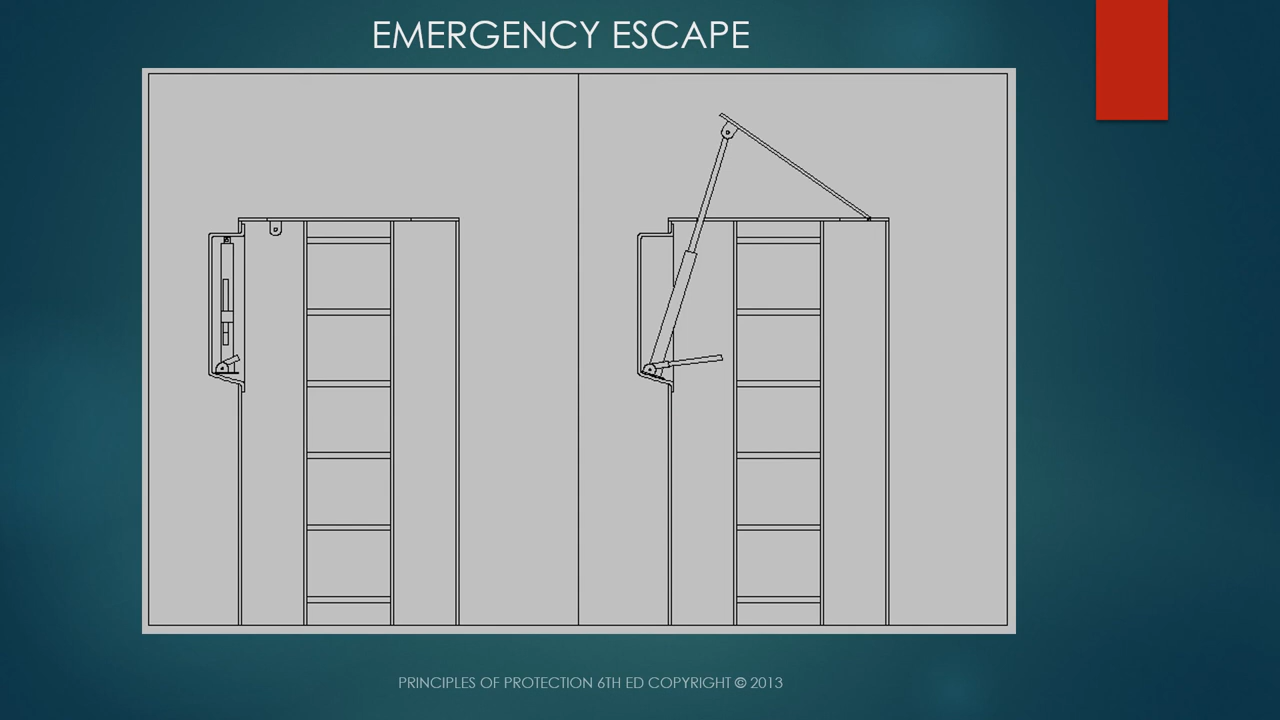 EMERGENCY ESCAPE
PRINCIPLES OF PROTECTION 6TH ED COPYRIGHT © 2013